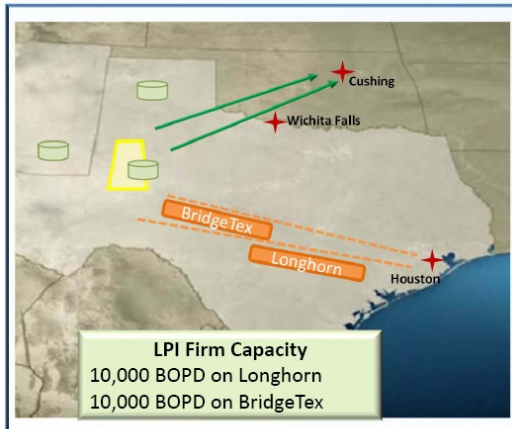 Cushing
Wichita Falls
BridgeTex
Longhorn
Houston
LPI Firm Capacity
10,000 BOPD on Longhorn
10,000 BOPD on BridgeTex